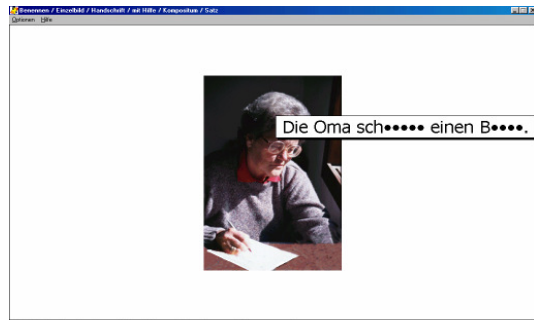 Benennen / Einzelbild / Handschrift / mit Hilfe / Kompositum / Satz
Optionen Hilfe
Die Oma sch••••• einen B••••.